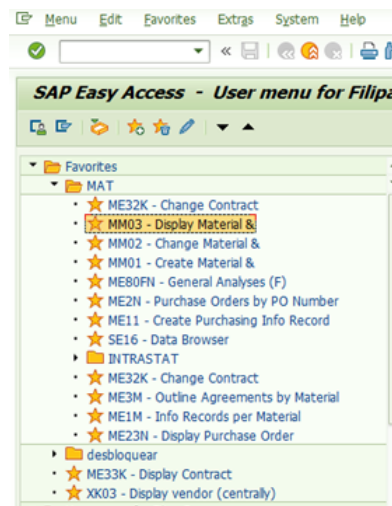 Menu Edit Favorites Extras System Help
SAP Easy Access - User menu for Filipa
Favorites
MAT
ME32K - Change Contract
MM03 - Display Material &
MM02 - Change Material &
MM01 - Create Material &
ME80FN - General Analyses (F)
ME2N - Purchase Orders by PO Number
ME11 - Create Purchasing Info Record
SE16 - Data Browser
INTRASTAT
ME32K - Change Contract
ME3M - Outline Agreements by Material
ME1M - Info Records per Material
ME23N - Display Purchase Order
desbloquear
ME33K - Display Contract
XK03 - Display vendor (centrally)